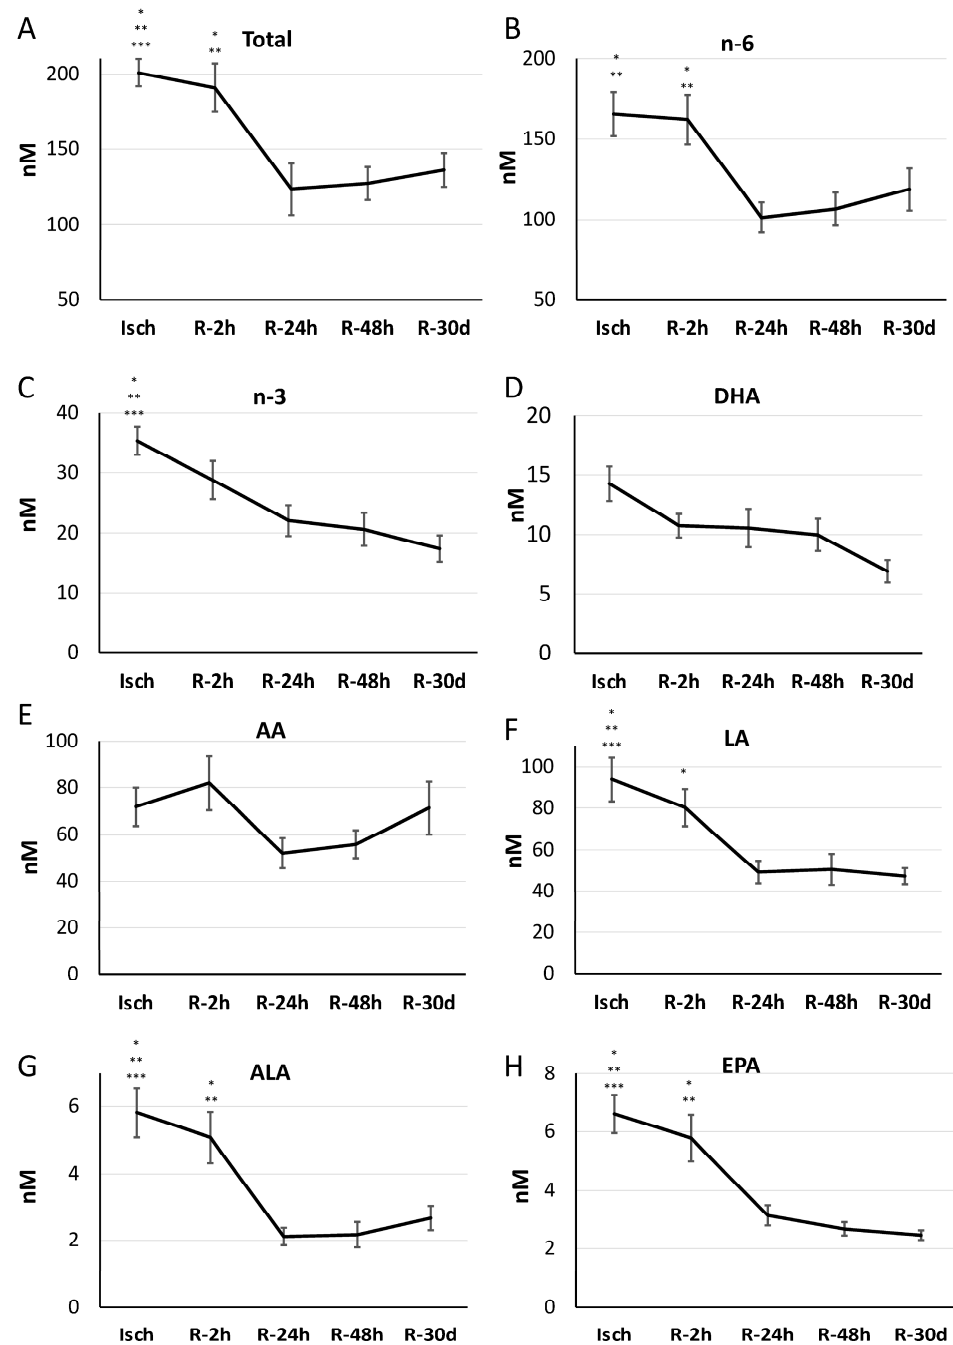 A
*
**
***
*
**
Total
200
150
100
50
nM
Isch R-2h R-24h R-48h R-30d
B
n-6
*
**
*
**
200
150
100
50
nM
Isch R-2h R-24h R-48h R-30d
C
*
**
***
n-3
40
30
20
10
0
nM
Isch R-2h R-24h R-48h R-30d
D
DHA
20
15
10
5
0
nM
Isch R-2h R-24h R-48h R-30d
E
AA
100
80
60
40
20
0
nM
Isch R-2h R-24h R-48h R-30d
F
*
**
***
*
LA
100
80
60
40
20
0
nM
Isch R-2h R-24h R-48h R-30d
G
*
**
***
*
**
ALA
6
4
2
0
nM
Isch R-2h R-24h R-48h R-30d
H
*
**
***
*
**
EPA
8
6
4
2
0
nM
Isch R-2h R-24h R-48h R-30d